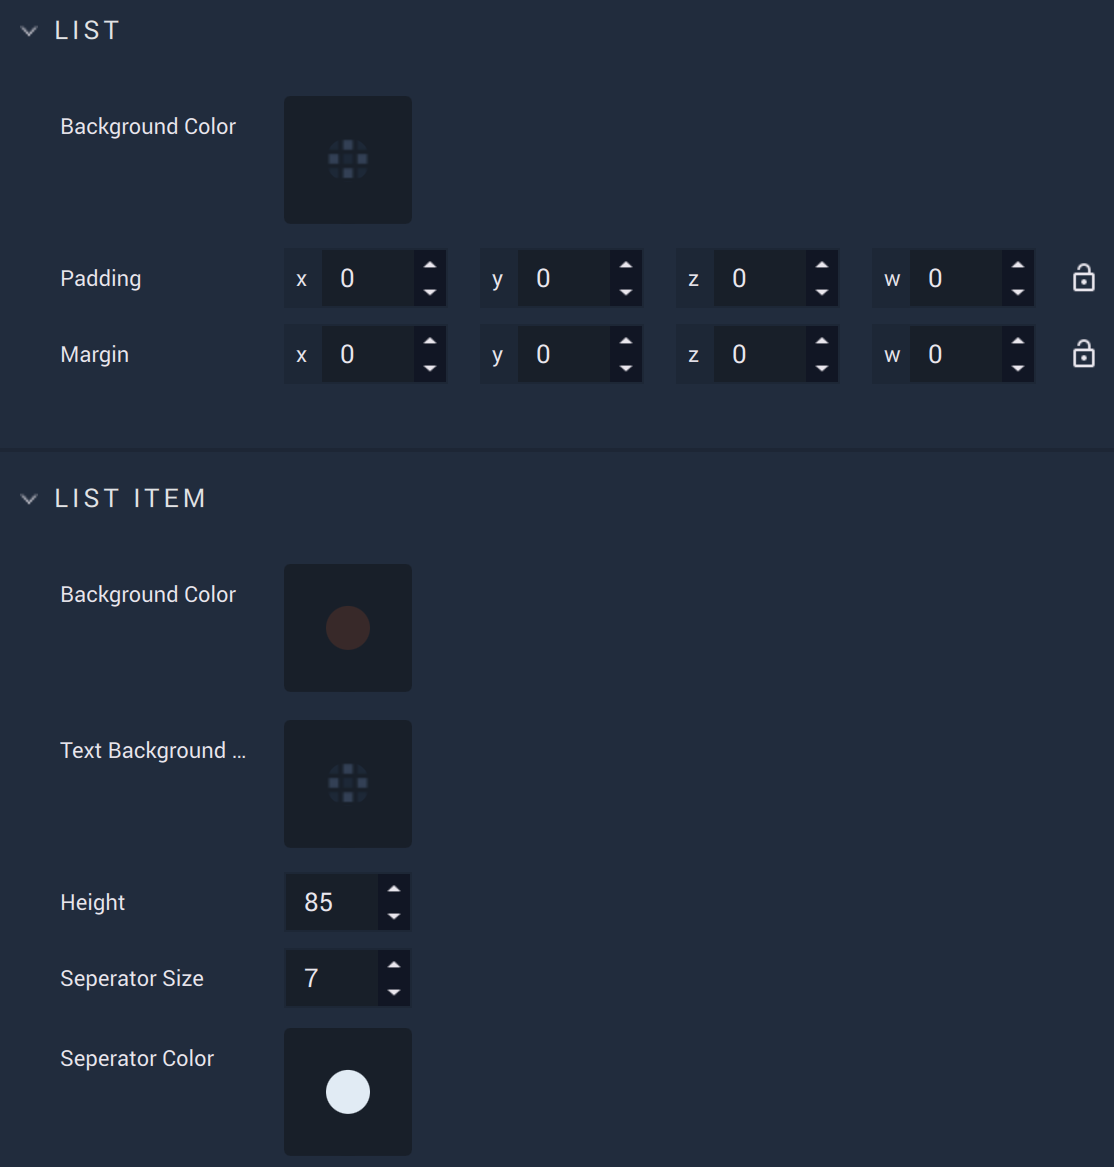 LIST
Background Color
Padding x 0 y 0 z 0 w 0
Margin x 0 y 0 z 0 w 0
LIST ITEM
Background Color
Text Background ...
Height 85
Seperator Size 7
Seperator Color